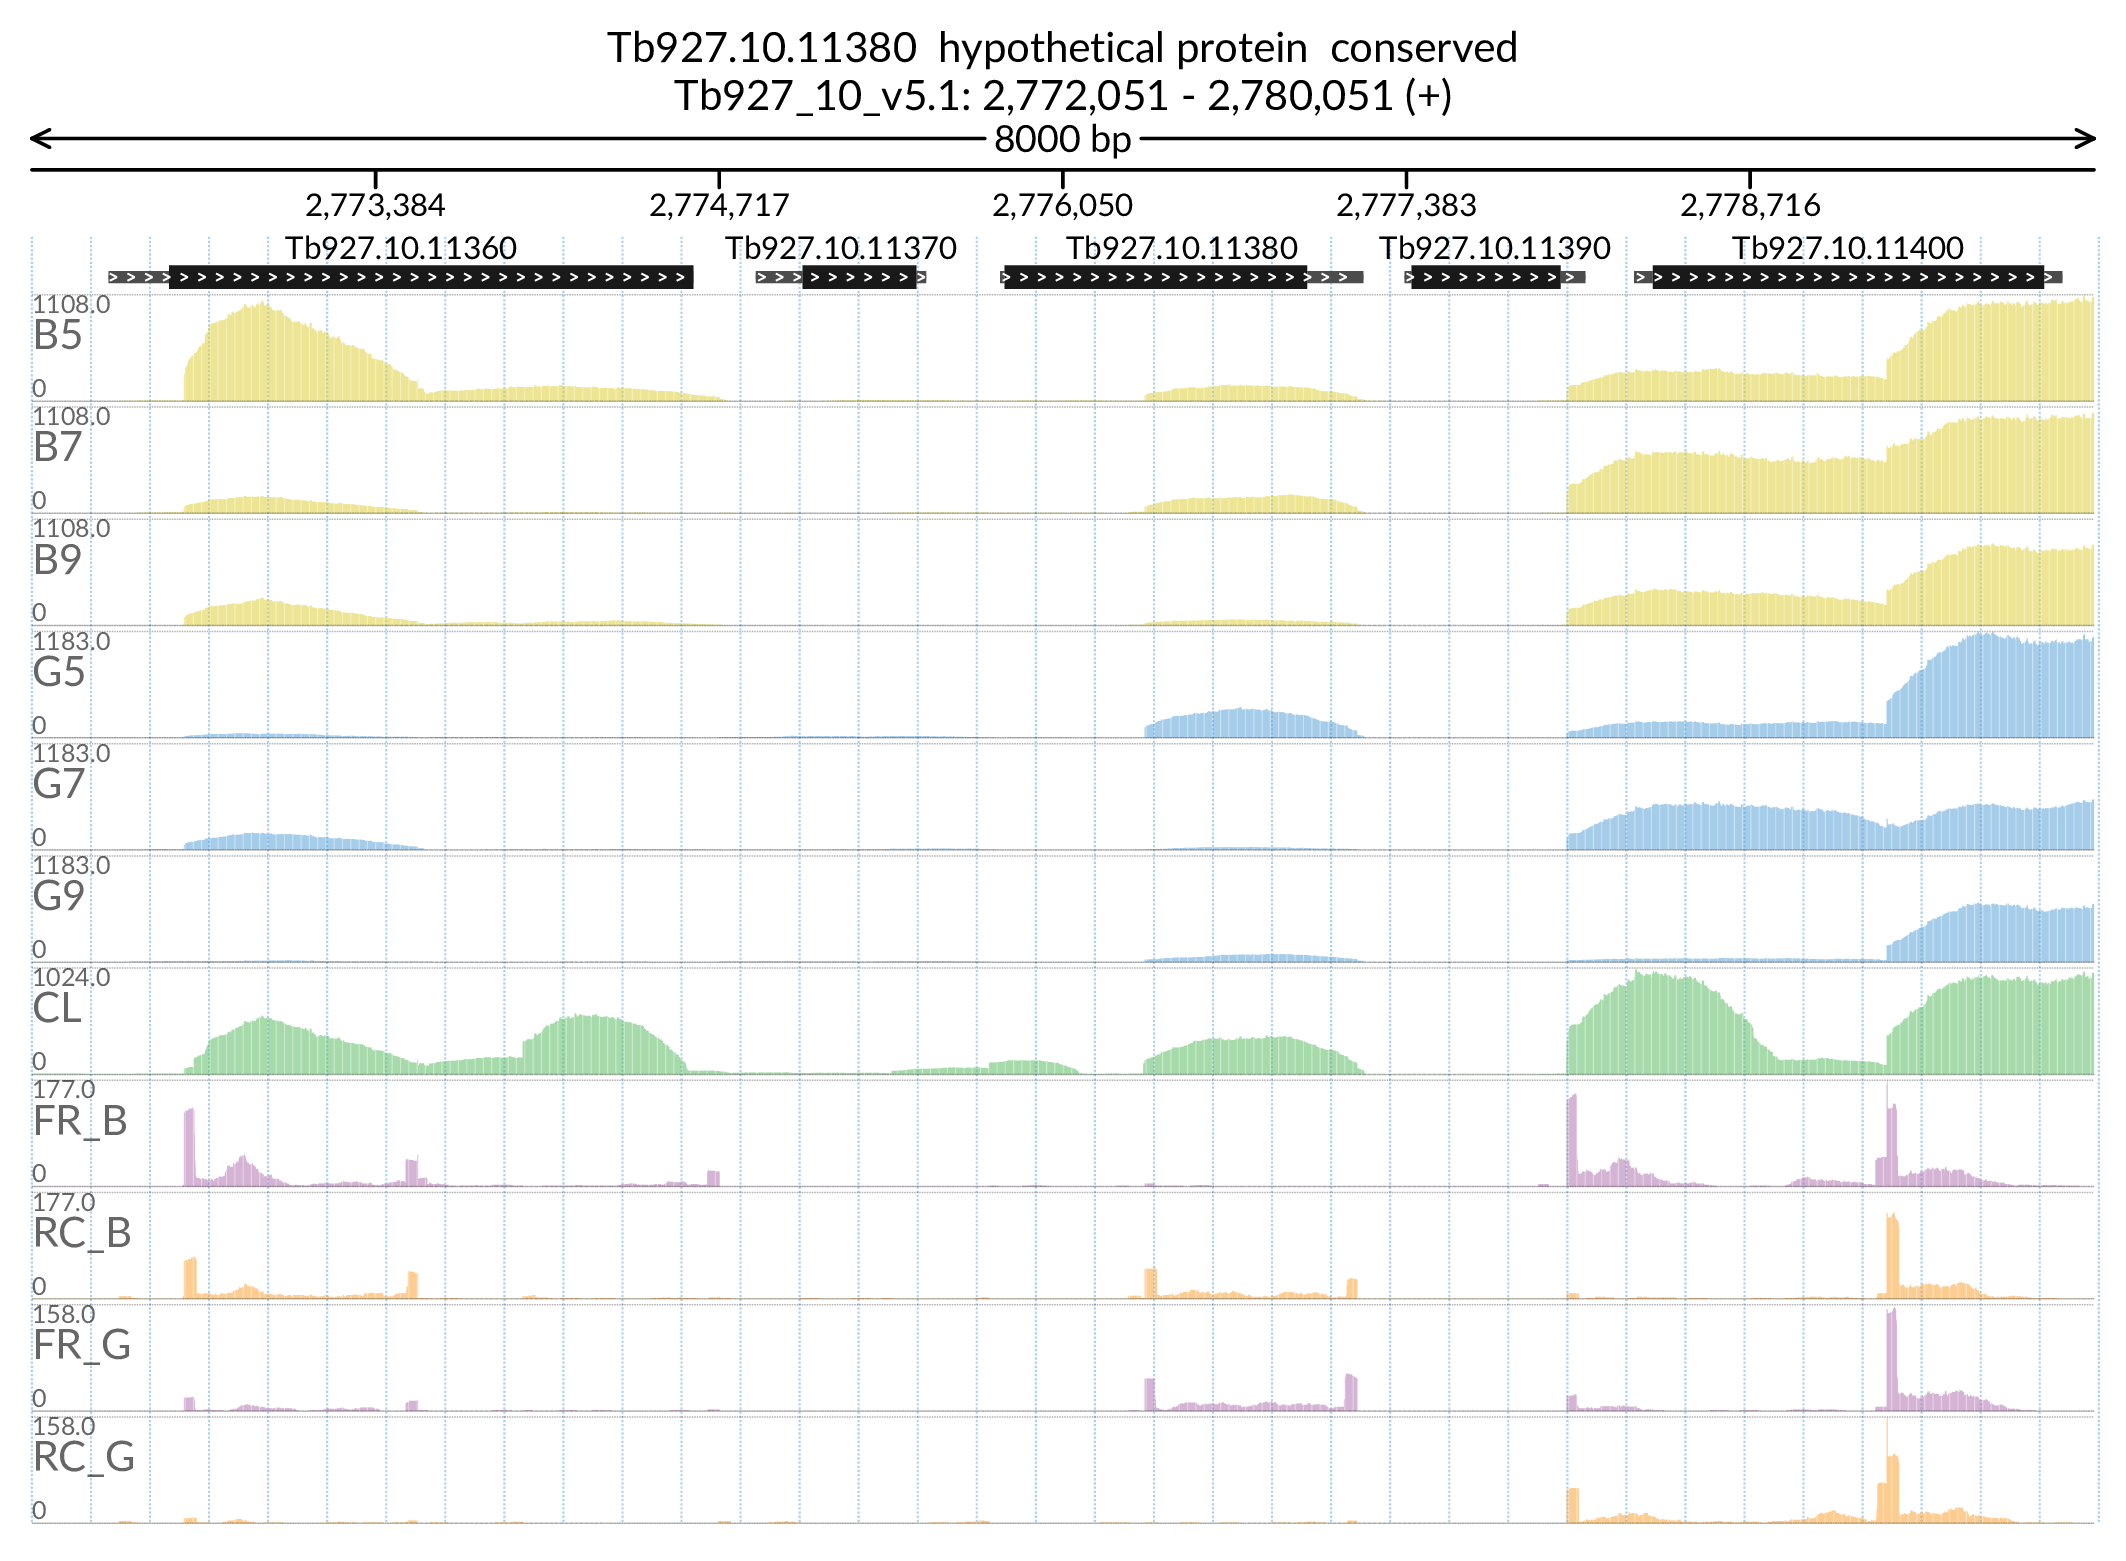 Tb927.10.11380  hypothetical protein  conserved
Tb927_10_v5.1: 2,772,051 - 2,780,051 (+)
8000 bp
2,773,384 2,774,717 2,776,050 2,777,383 2,778,716
Tb927.10.11360 Tb927.10.11370 Tb927.10.11380 Tb927.10.11390 Tb927.10.11400
1108.0
B5
0
1108.0
B7
0
1108.0
B9
0
1183.0
G5
0
1183.0
G7
0
1183.0
G9
0
1024.0
CL
0
177.0
FR_B
0
177.0
RC_B
0
158.0
FR_G
0
158.0
RC_G
0